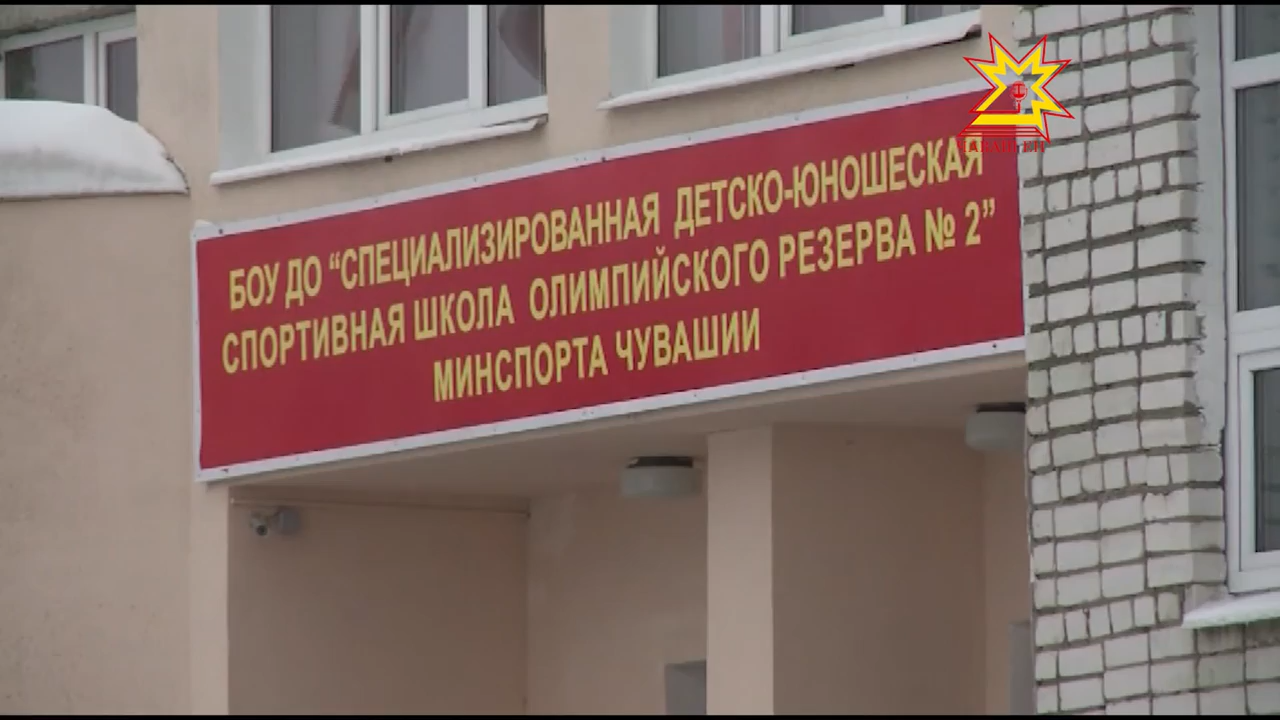 БОУ ДО “СПЕЦИАЛИЗИРОВАННАЯ ДЕТСКО-ЮНОШЕСКАЯ
СПОРТИВНАЯ ШКОЛА ОЛИМПИЙСКОГО РЕЗЕРВА № 2”
МИНСПОРТА ЧУВАШИИ